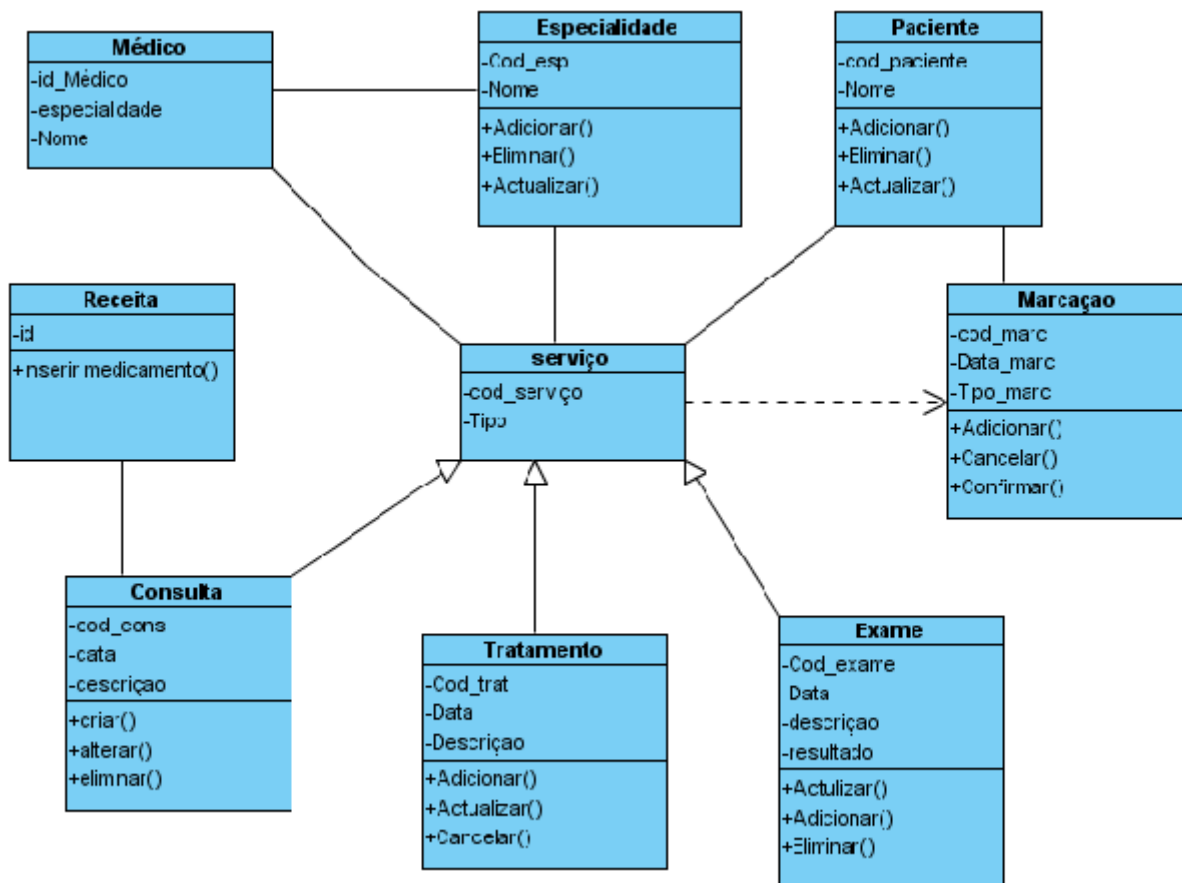 Médico
-id_Médico
-especialdade
-Nome
Especialidade
-Cod_esp
-Nome
+Adicionar()
+Elimnar()
+Actualizar()
Paciente
-cod_paciente
-Nome
+Adicionar()
+Eliminar()
+Actualizar()
Receita
-id
+nserir medicamento()
serviço
-cod_serviço
-Tipo
Marcaçao
-cod_marc
-Data_marc
-Tpo_marc
+Adicionar()
+Cancelar()
+Confirmar()
Consulta
-cod_cons
-cata
-cescriçao
+criar()
+alterar()
+elimnar()
Tratamento
-Cod_trat
-Data
-Descriçao
+Adicionar()
+Actualizar()
+Cancelar()
Exame
-Cod_exame
Data
-descriçao
-resultado
+Actulizar()
+Adicionar()
+Eliminar()